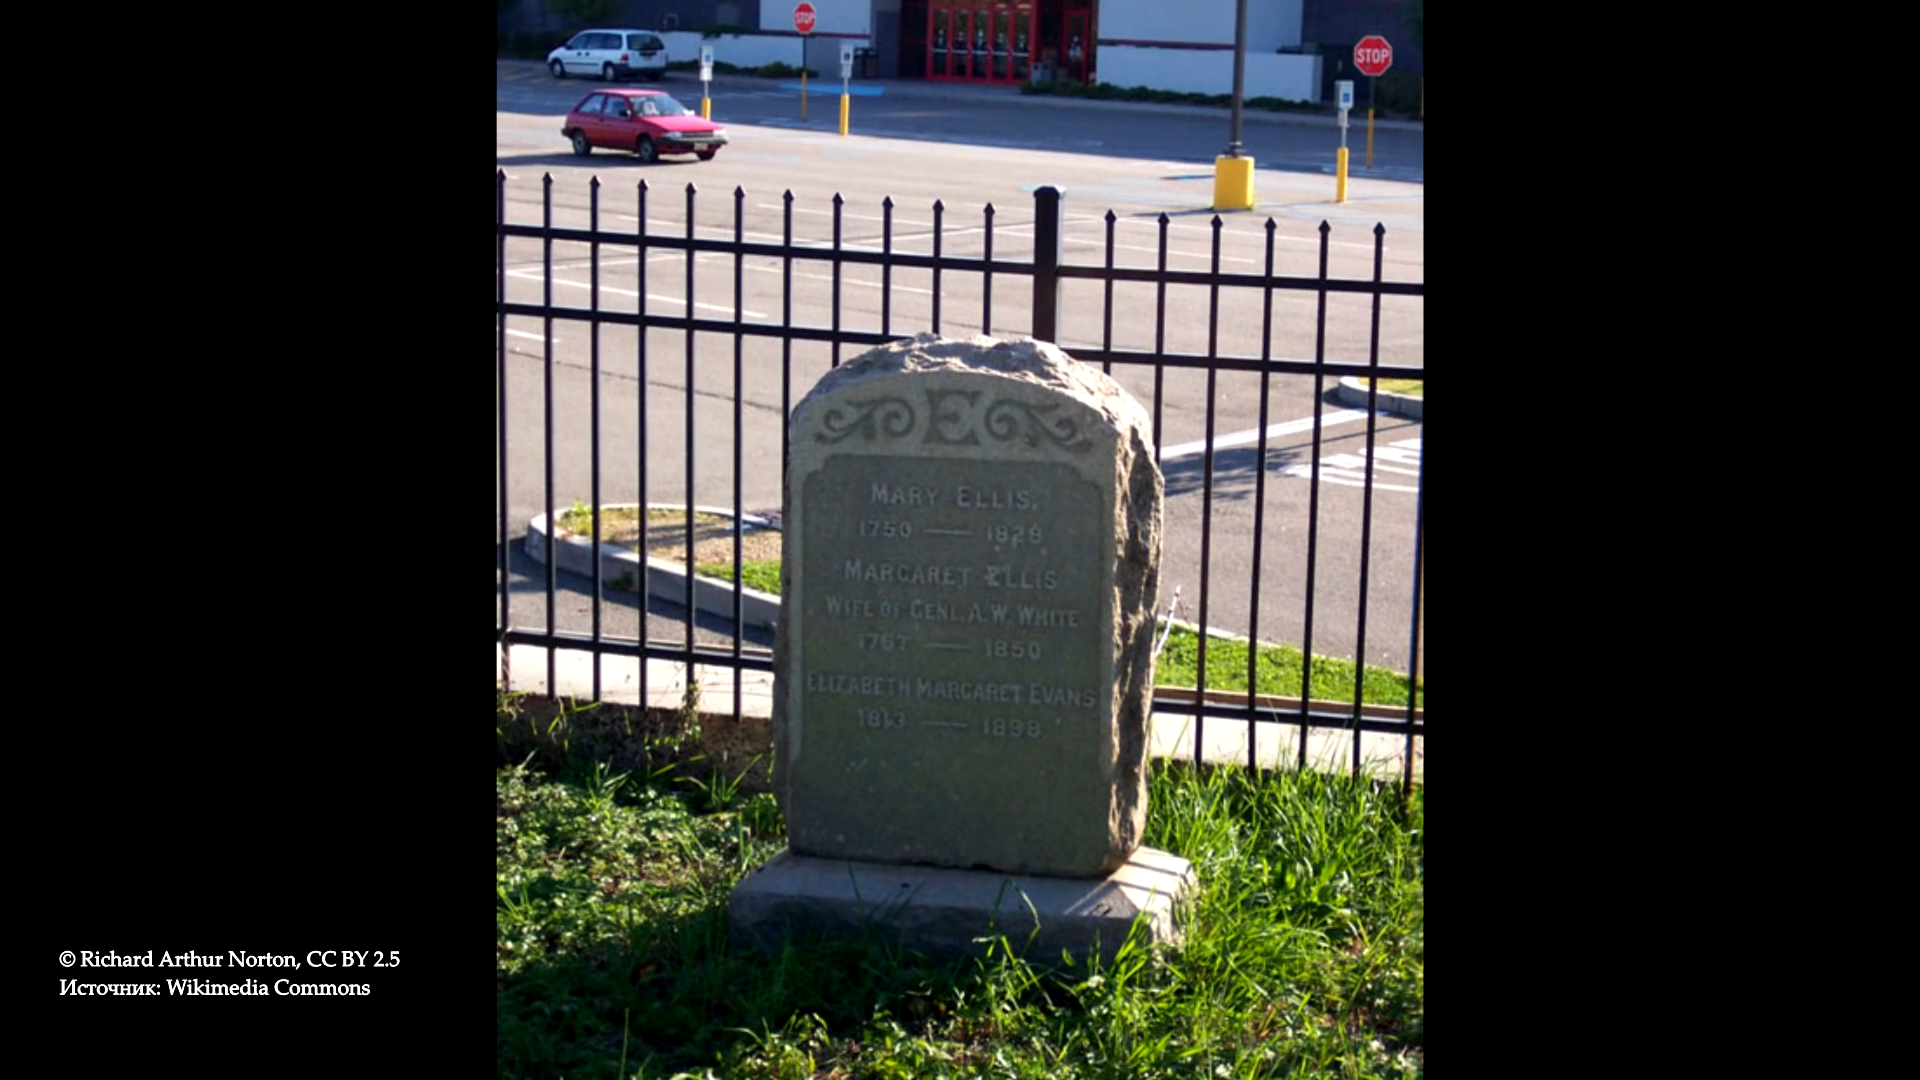 STOP
STOP
E
MARY ELLIS.
1750 — 1828
MARGARET ELLIS
WIFE OF GENL. A. W. WHITE
1767 — 1850
ELIZABETH MARGARET EVANS
1813 — 1898
© Richard Arthur Norton, CC BY 2.5
Источник: Wikimedia Commons